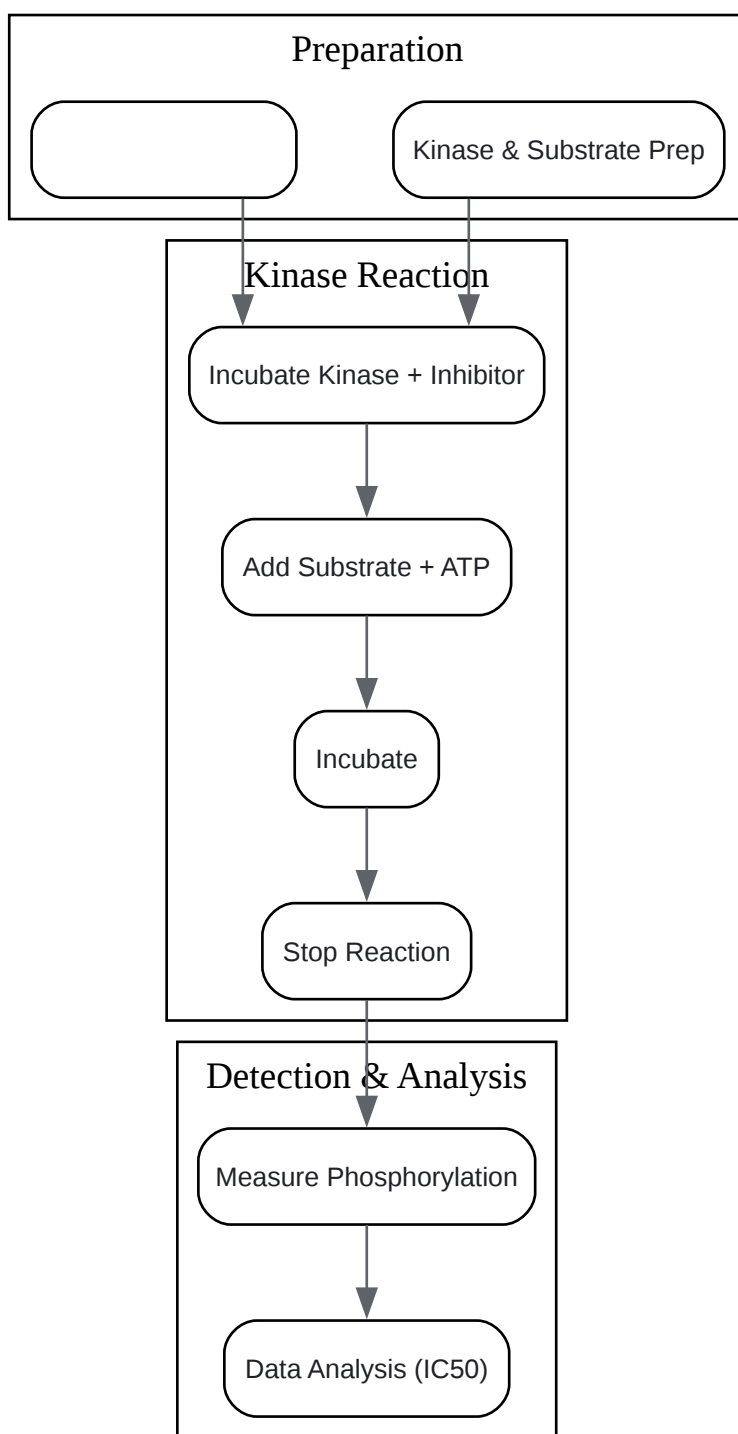 Preparation
Kinase & Substrate Prep
Kinase Reaction
Incubate Kinase + Inhibitor
Add Substrate + ATP
Incubate
Stop Reaction
Detection & Analysis
Measure Phosphorylation
Data Analysis (IC50)